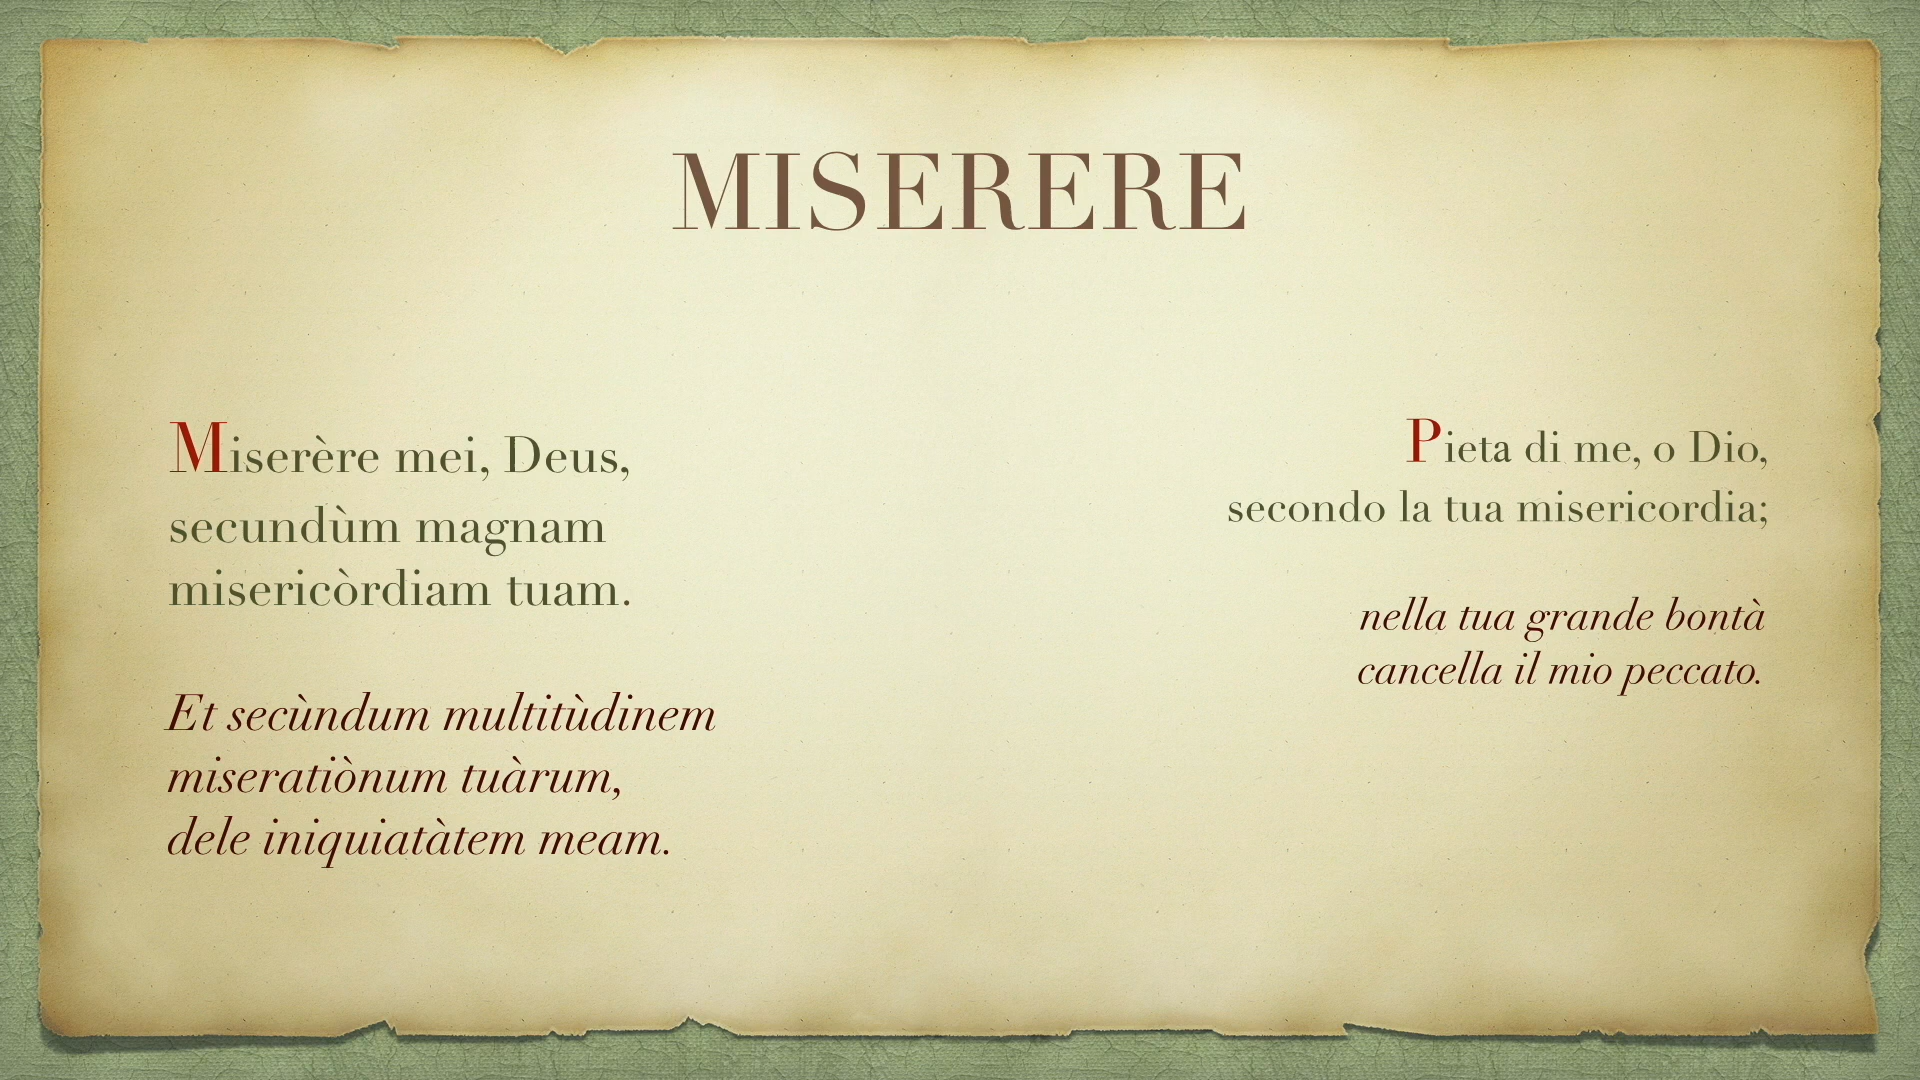 MISERERE
Miserère mei, Deus,
secundùm magnam
misericòrdiam tuam.
Et secùndum multitùdinem
miseratiònum tuàrum,
dele iniquiatàtem meam.
Pieta di me, o Dio,
secondo la tua misericordia;
nella tua grande bontà
cancella il mio peccato.